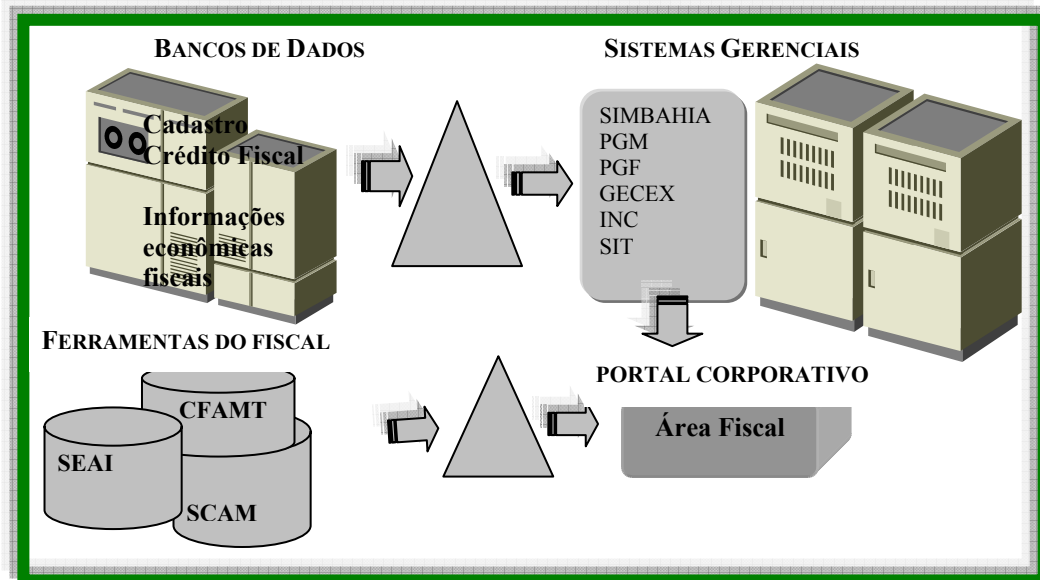 BANCOS DE DADOS
SISTEMAS GERENCIAIS
Cadastro
Crédito Fiscal
Informações
econômicas
fiscais
SIMBAHIA
PGM
PGF
GECEX
INC
SIT
FERRAMENTAS DO FISCAL
CFAMT
SEAI
SCAM
PORTAL CORPORATIVO
Área Fiscal